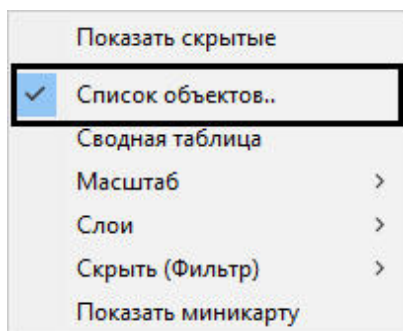 Показать скрытые
Список объектов..
Сводная таблица
Масштаб
Слои
Скрыть (Фильтр)
Показать миникарту